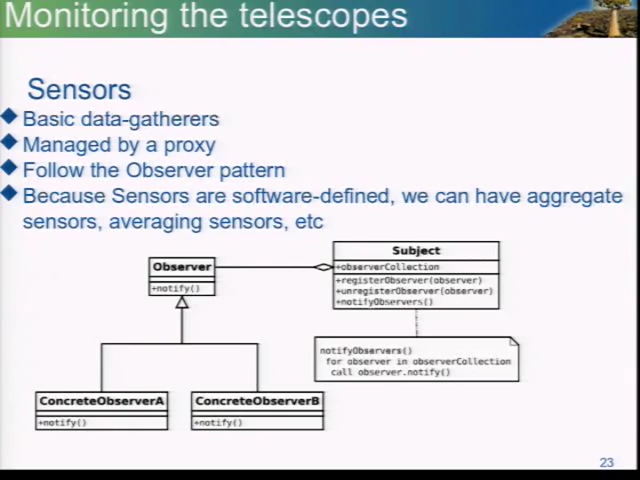 Monitoring the telescopes
Sensors
Basic data-gatherers
Managed by a proxy
Follow the Observer pattern
Because Sensors are software-defined, we can have aggregate
sensors, averaging sensors, etc
Observer
+notify()
Subject
+observerCollection
+registerObserver(observer)
+unregisterObserver(observer)
+notifyObservers()
notifyObservers()
for observer in observerCollection
call observer.notify()
ConcreteObserverA
+notify()
ConcreteObserverB
+notify()
23